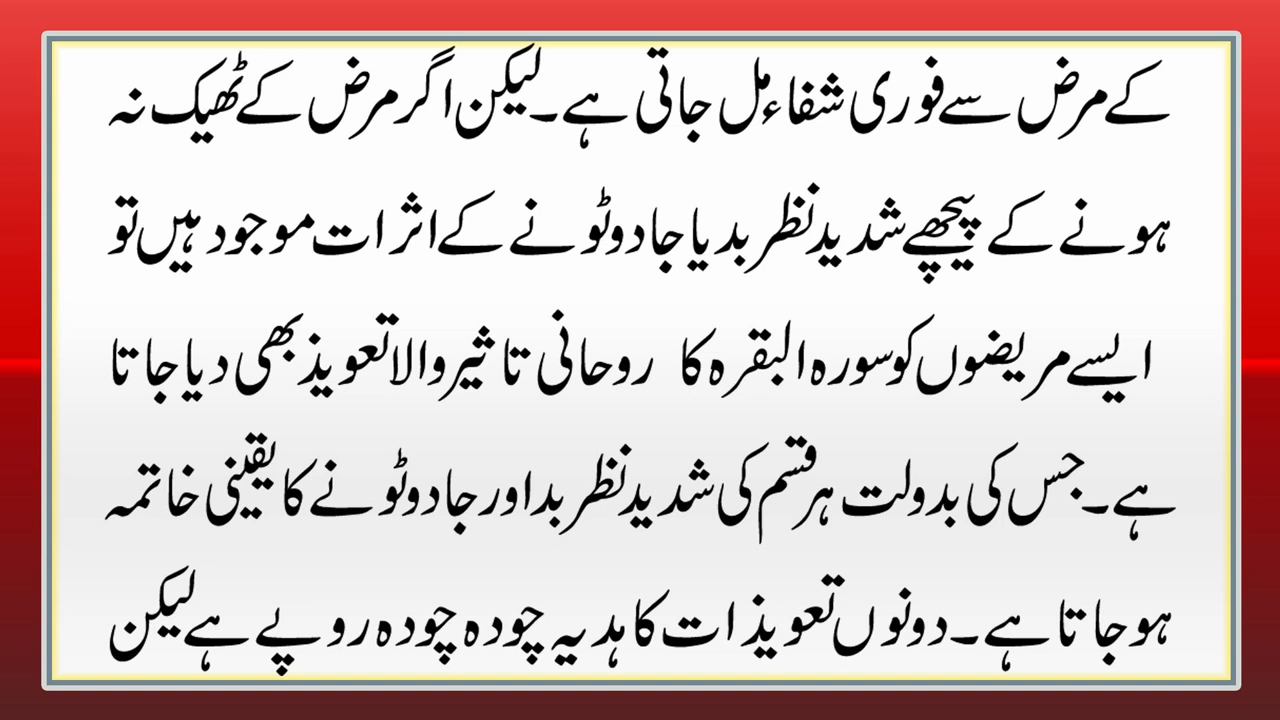 کے مرض سے فوری شفاء مل جاتی ہے۔ لیکن اگر مرض کے ٹھیک نہ
ہونے کے پیچھے شدید نظر بد یا جادو ٹونے کے اثرات موجود ہیں تو
ایسے مریضوں کو سورہ البقرہ کا روحانی تاثیر والا تعویذ بھی دیا جاتا
ہے۔ جس کی بدولت ہر قسم کی شدید نظر بد اور جادو ٹونے کا یقینی خاتمہ
ہو جاتا ہے۔ دونوں تعویذات کا ہدیہ چودہ چودہ روپے ہے لیکن